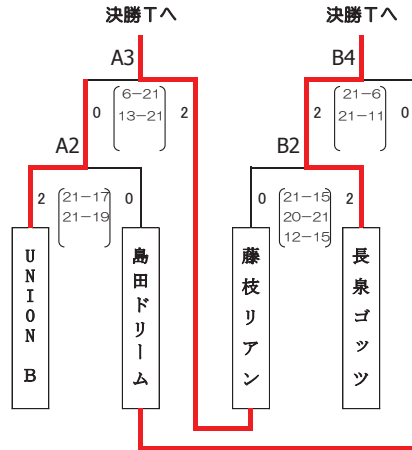 決勝Tへ 決勝Tへ
A3 B4
0 6-21 2 2 21-6 0
13-21 21-11
A2 B2
2 21-17 0 0 21-15 2
21-19 20-21
12-15
UNION B
島田ドリーム
藤枝リアン
長泉ゴッツ